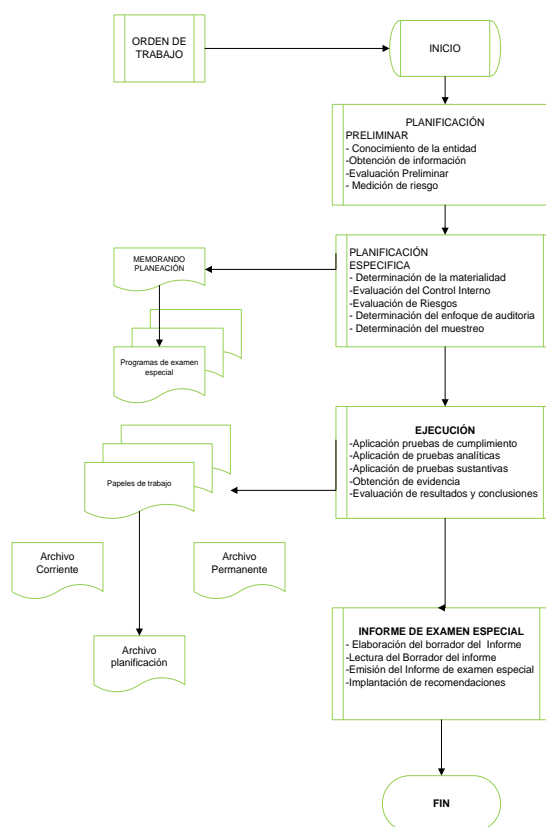 ORDEN DE
TRABAJO
INICIO
PLANIFICACIÓN
PRELIMINAR
- Conocimiento de la entidad
-Obtención de información
-Evaluación Preliminar
- Medición de riesgo
PLANIFICACIÓN
ESPECIFICA
- Determinación de la materialidad
-Evaluación del Control Interno
-Evaluación de Riesgos
- Determinación del enfoque de auditoria
- Determinación del muestreo
MEMORANDO
PLANEACIÓN
Programas de examen
especial
EJECUCIÓN
-Aplicación pruebas de cumplimiento
-Aplicación de pruebas analíticas
-Aplicación de pruebas sustantivas
-Obtención de evidencia
-Evaluación de resultados y conclusiones
Papeles de trabajo
Archivo
Corriente
Archivo
Permanente
Archivo
planificación
INFORME DE EXAMEN ESPECIAL
- Elaboración del borrador del Informe
-Lectura del Borrador del informe
-Emisión del Informe de examen especial
-Implantación de recomendaciones
FIN